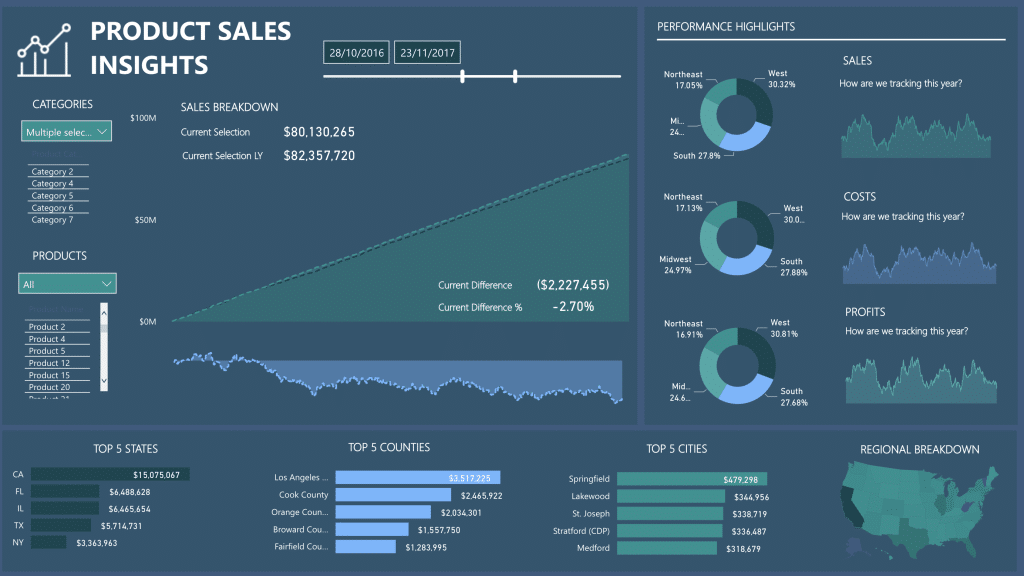 PRODUCT SALES
INSIGHTS
28/10/2016
23/11/2017
CATEGORIES
Multiple selec...
Category 2
Category 4
Category 5
Category 6
Category 7
PRODUCTS
All
Product 2
Product 4
Product 5
Product 12
Product 15
Product 20
$100M
$50M
$0M
SALES BREAKDOWN
Current Selection $80,130,265
Current Selection LY $82,357,720
Current Difference ($2,227,455)
Current Difference % -2.70%
PERFORMANCE HIGHLIGHTS
Northeast
17.05%
West
30.32%
Mi...
24...
South 27.8%
SALES
How are we tracking this year?
Northeast
17.13%
West
30.0...
Midwest
24.97%
South
27.88%
COSTS
How are we tracking this year?
Northeast
16.91%
West
30.81%
Mid...
24.6...
South
27.68%
PROFITS
How are we tracking this year?
TOP 5 STATES
CA $15,075,067
FL $6,488,628
IL $6,465,654
TX $5,714,731
NY $3,363,963
TOP 5 COUNTIES
Los Angeles ... $3,517,225
Cook County $2,465,922
Orange Coun... $2,034,301
Broward Cou... $1,557,750
Fairfield Cou... $1,283,995
TOP 5 CITIES
Springfield $479,298
Lakewood $344,956
St. Joseph $338,719
Stratford (CDP) $336,487
Medford $318,679
REGIONAL BREAKDOWN